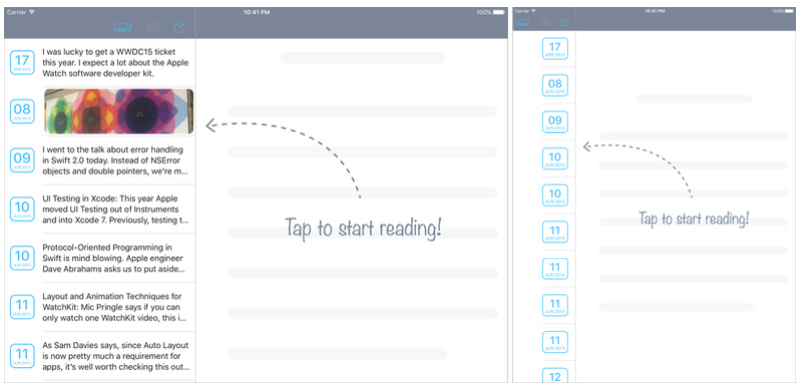 Carrier
10:41 PM
100%
17
APR 2015
I was lucky to get a WWDC15 ticket
this year. I expect a lot about the Apple
Watch software developer kit.
08
JUN 2015
09
JUN 2015
I went to the talk about error handling
in Swift 2.0 today. Instead of NSError
objects and double pointers, we're m...
10
JUN 2015
UI Testing in Xcode: This year Apple
moved UI Testing out of Instruments
and into Xcode 7. Previously, testing t...
10
JUN 2015
Protocol-Oriented Programming in
Swift is mind blowing. Apple engineer
Dave Abrahams asks us to put aside...
11
JUN 2015
Layout and Animation Techniques for
WatchKit: Mic Pringle says if you can
only watch one WatchKit video, this i...
11
JUN 2015
As Sam Davies says, since Auto Layout
is now pretty much a requirement for
apps, it's well worth checking this out...
Tap to start reading!
Carrier
10:41 PM
100%
17
APR 2015
08
JUN 2015
09
JUN 2015
10
JUN 2015
10
JUN 2015
11
JUN 2015
11
JUN 2015
11
JUN 2015
11
JUN 2015
12
Tap to start reading!